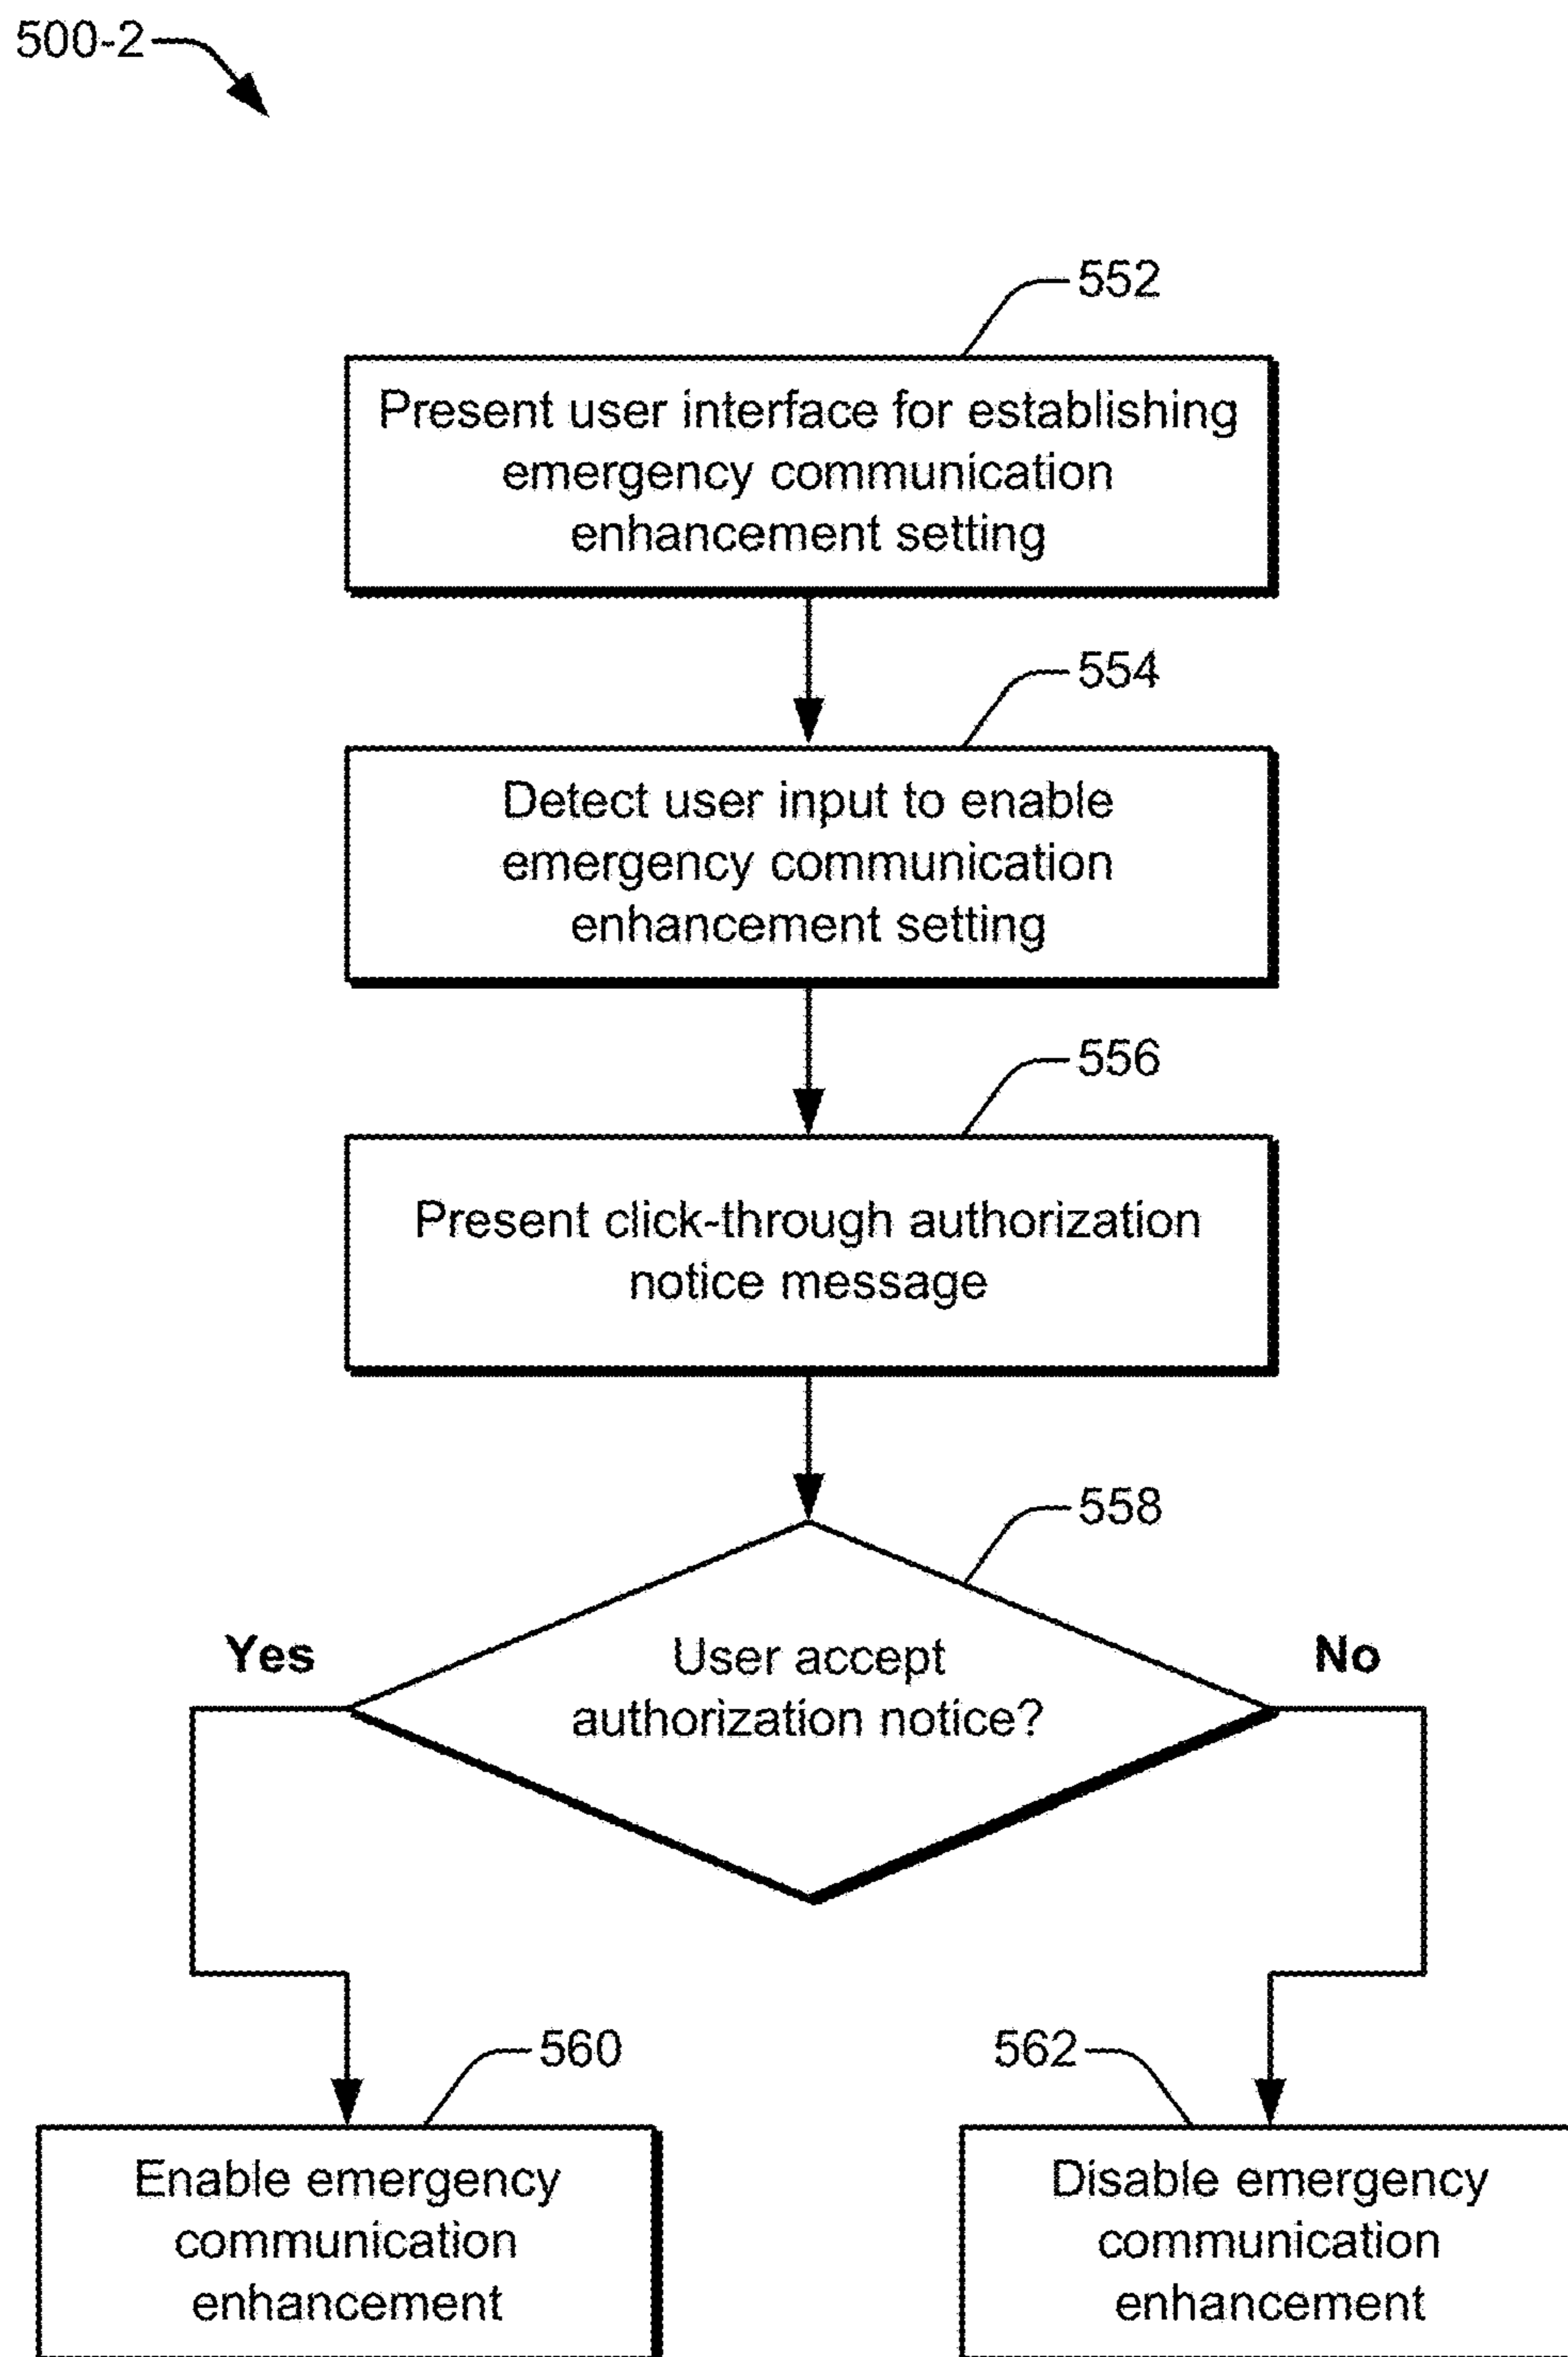 500-2
552
Present user interface for establishing
emergency communication
enhancement setting
554
Detect user input to enable
emergency communication
enhancement setting
556
Present click-through authorization
notice message
558
User accept
authorization notice?
Yes
No
560
Enable emergency
communication
enhancement
562
Disable emergency
communication
enhancement